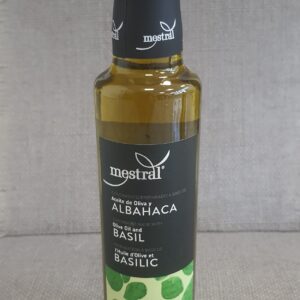 mestral
mestral®
Aceite de Oliva y
ALBAHACA
Olive Oil and
BASIL
l'Huile d'Olive et
BASILIC